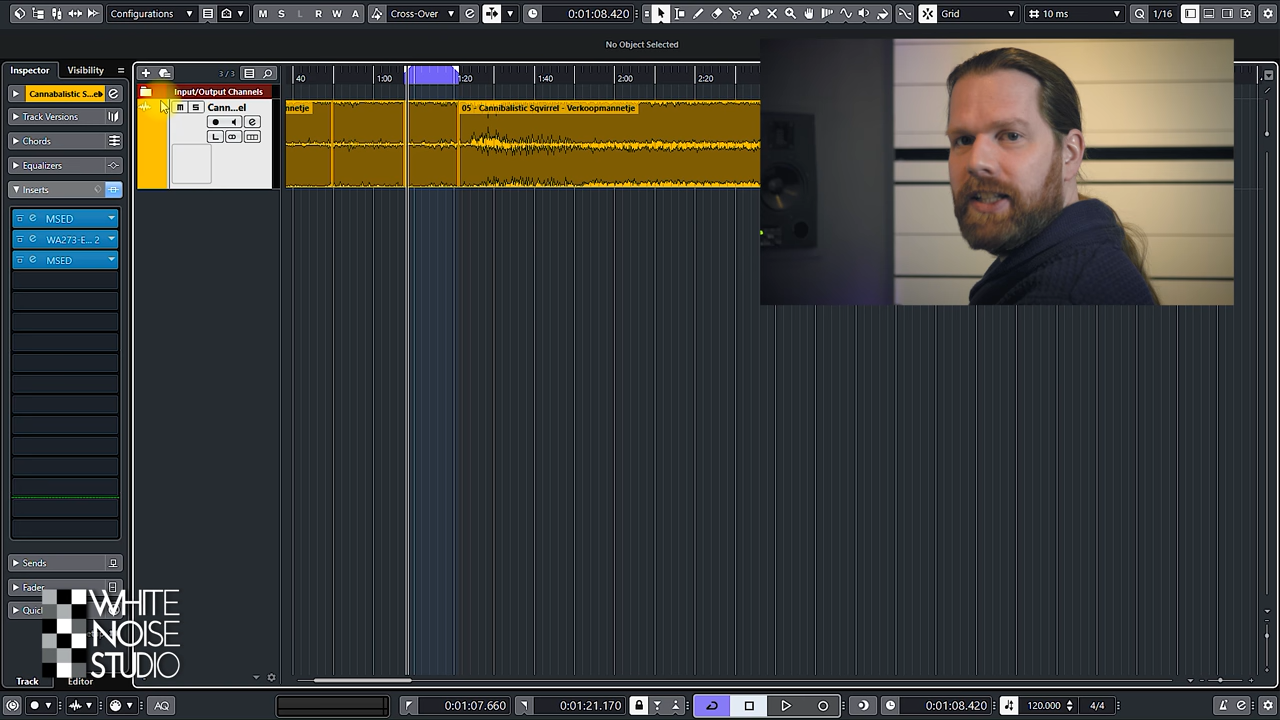 Configurations M S L R W A Cross-Over 0:01:08.420 Grid 10 ms Q 1/16
No Object Selected
Inspector Visibility 3/3
40 1:00 1:20 1:40 2:00 2:20
Cannabalistic S...el Input/Output Channels
m S Cann...el nnetje 05 - Cannibalistic Sqvirrel - Verkoopmannetje
Versions
L
Chords
Equalizers
Inserts
MSED
WA273-E... 2
MSED
Sends
Fader
Quic
WHITE
NOISE
STUDIO
Track Editor
AQ 0:01:07.660 0:01:21.170 0:01:08.420 120.000 4/4